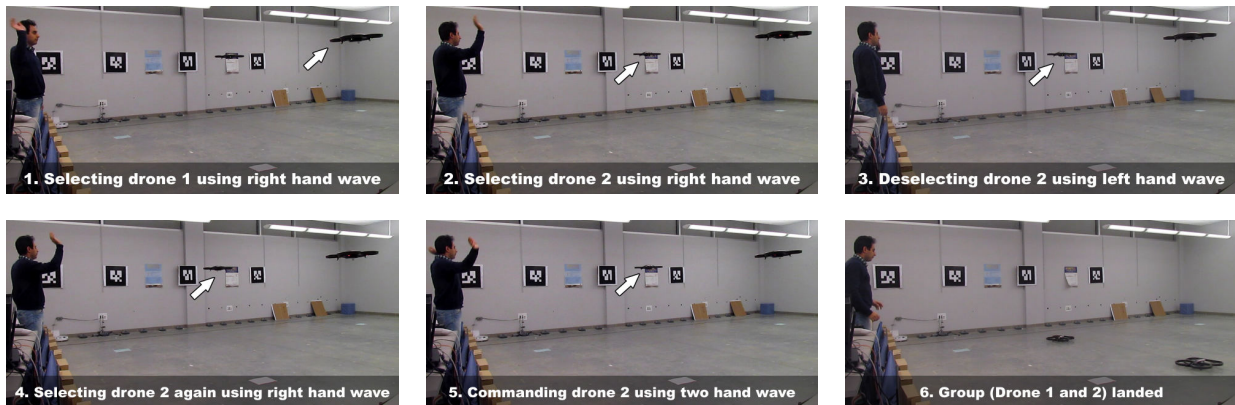 1. Selecting drone 1 using right hand wave
2. Selecting drone 2 using right hand wave
3. Deselecting drone 2 using left hand wave
4. Selecting drone 2 again using right hand wave
5. Commanding drone 2 using two hand wave
6. Group (Drone 1 and 2) landed